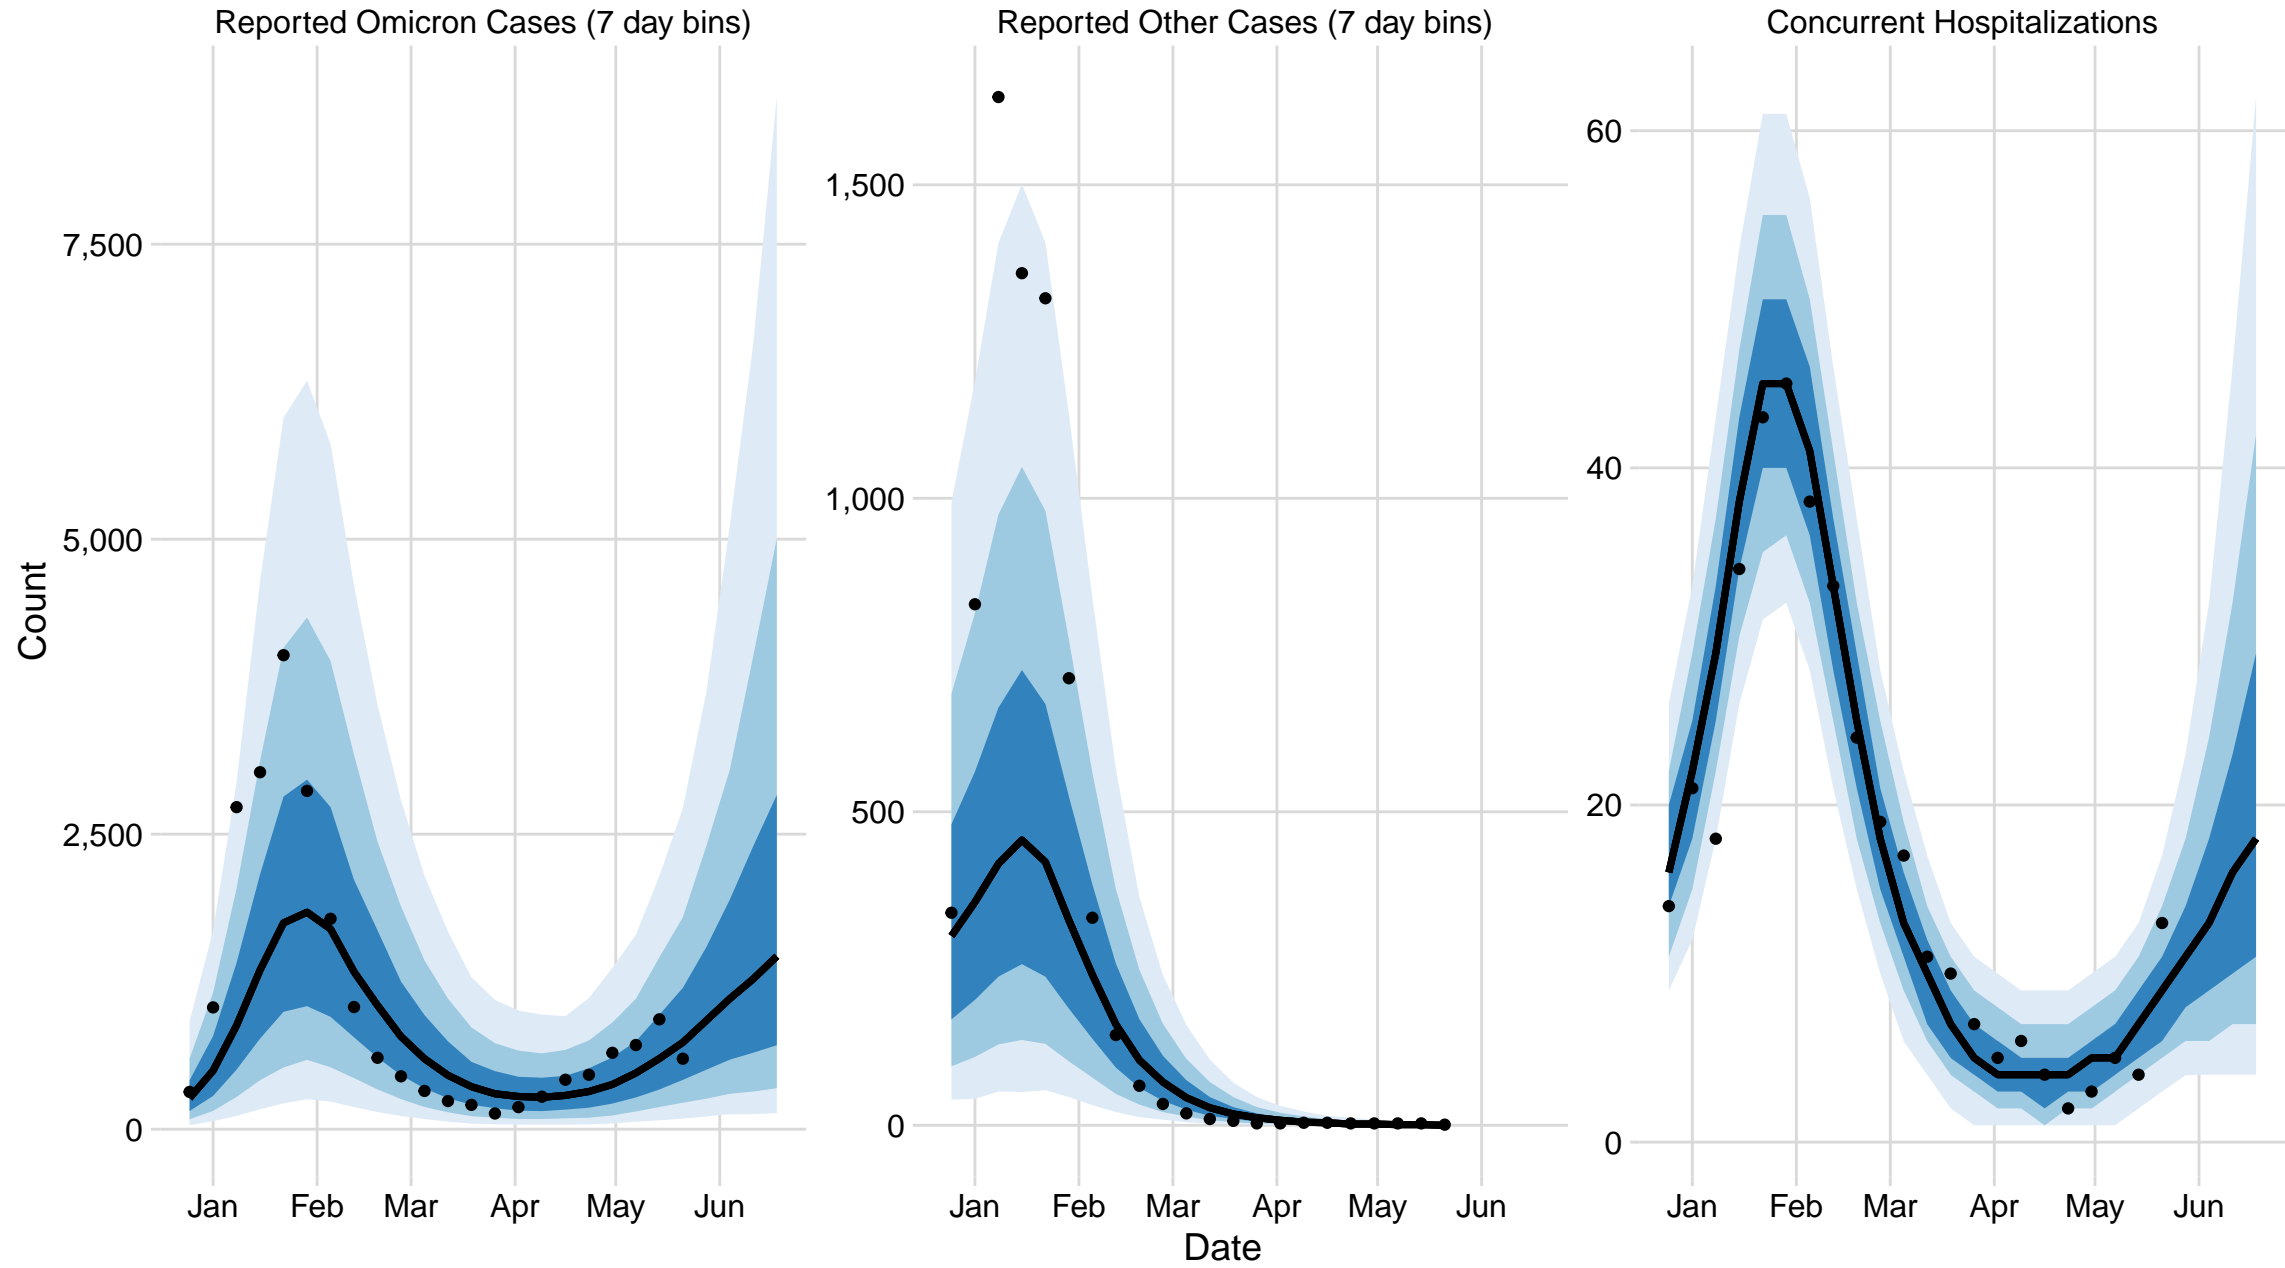 Reported Omicron Cases (7 day bins)
Reported Other Cases (7 day bins)
Concurrent Hospitalizations
Count
7,500
5,000
2,500
0
1,500
1,000
500
0
60
40
20
0
Jan Feb Mar Apr May Jun
Jan Feb Mar Apr May Jun
Jan Feb Mar Apr May Jun
Date